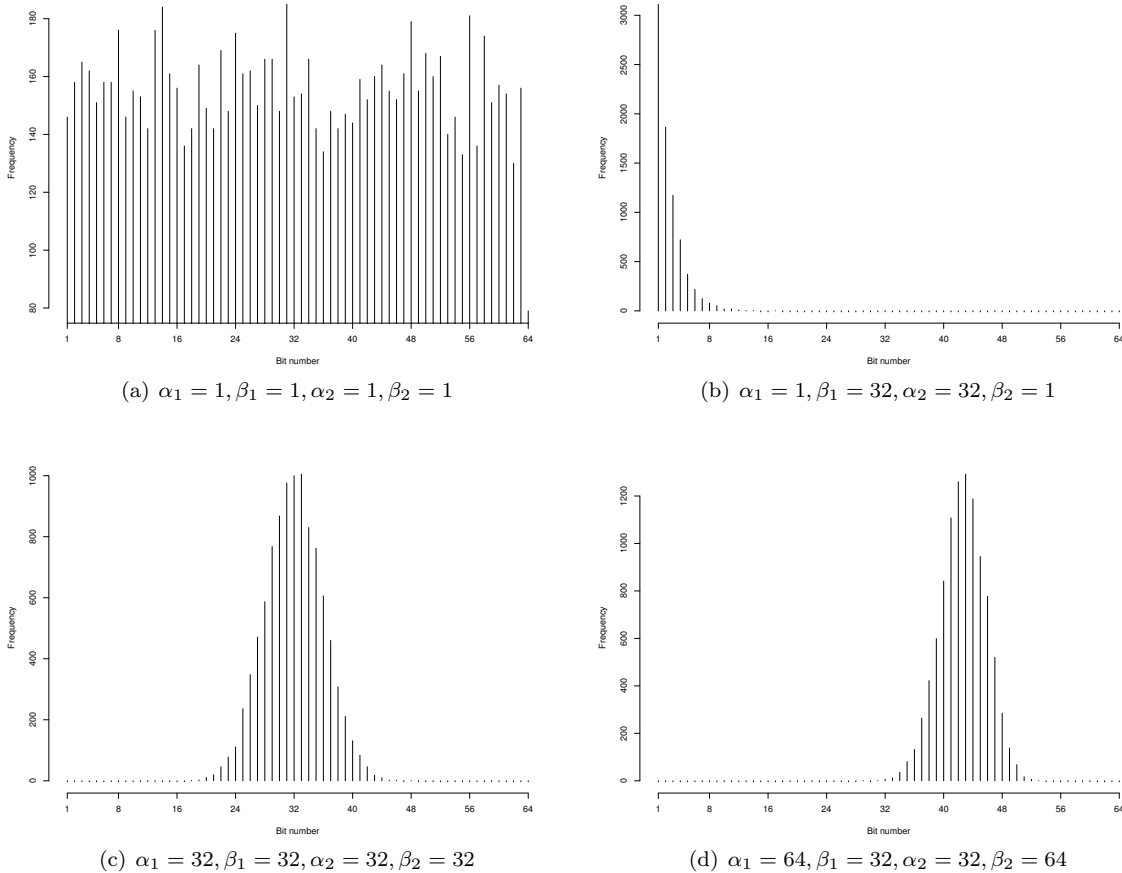 180
160
140
120
100
80
Frequency
1 8 16 24 32 40 48 56 64
Bit number
(a) α₁ = 1, β₁ = 1, α₂ = 1, β₂ = 1
3000
2500
2000
1500
1000
500
0
Frequency
1 8 16 24 32 40 48 56 64
Bit number
(b) α₁ = 1, β₁ = 32, α₂ = 32, β₂ = 1
1000
800
600
400
200
0
Frequency
1 8 16 24 32 40 48 56 64
Bit number
(c) α₁ = 32, β₁ = 32, α₂ = 32, β₂ = 32
1200
1000
800
600
400
200
0
Frequency
1 8 16 24 32 40 48 56 64
Bit number
(d) α₁ = 64, β₁ = 32, α₂ = 32, β₂ = 64